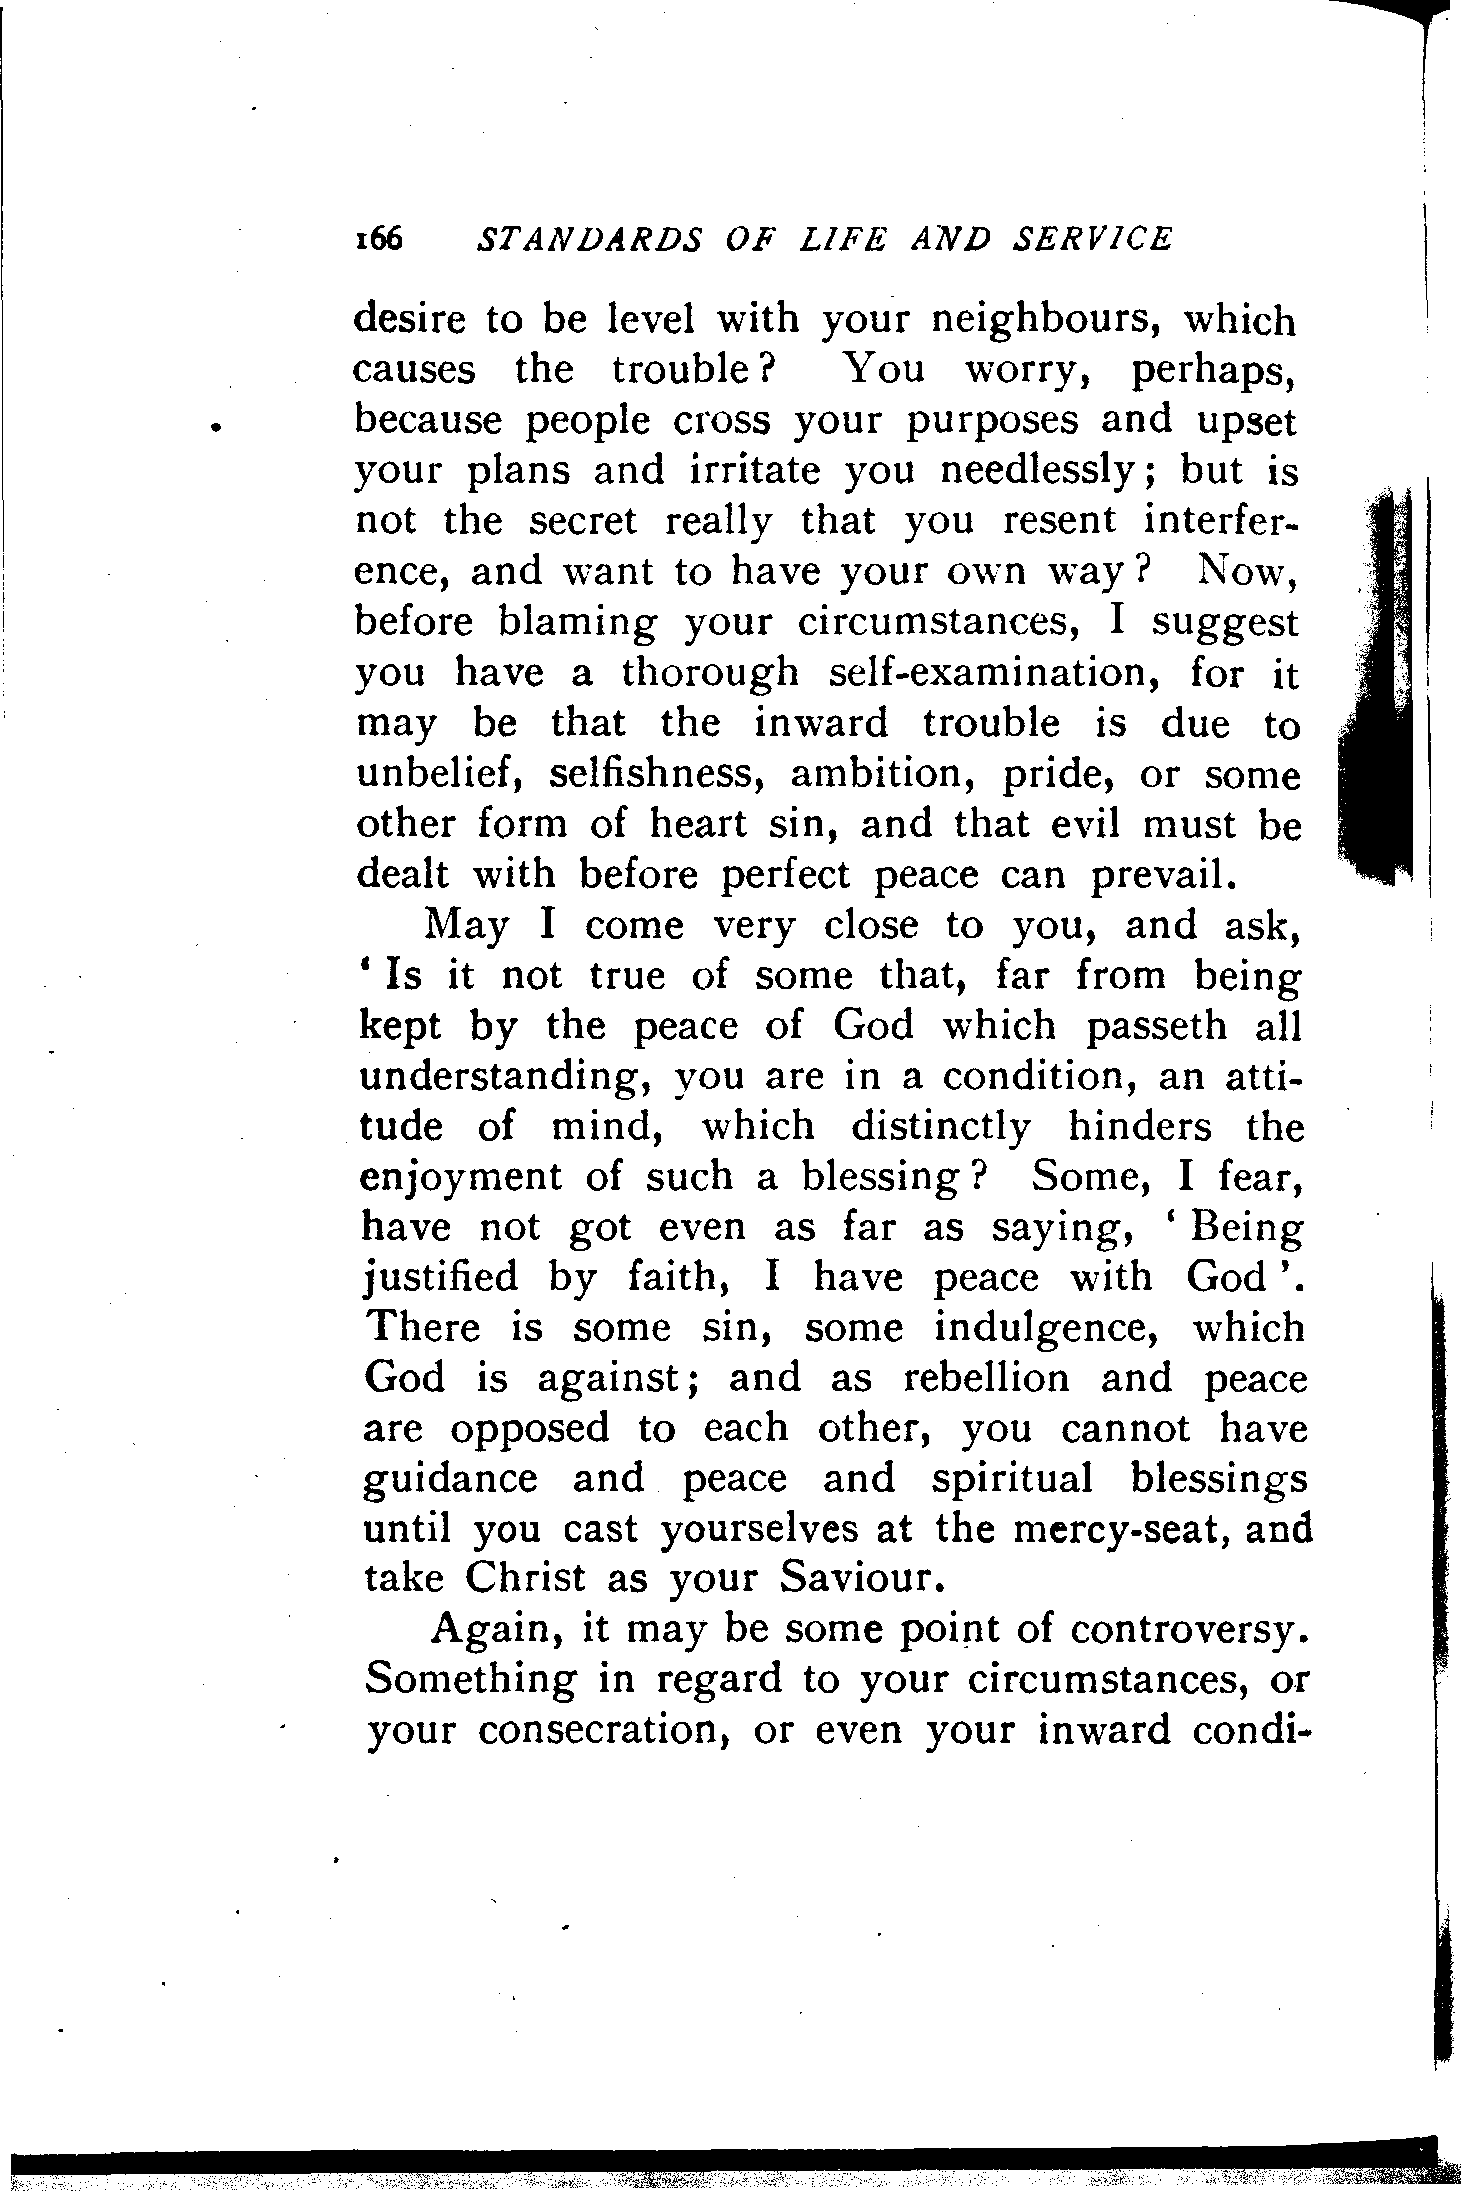 166 STANDARDS OF LIFE AND SERVICE
desire to be level with your neighbours, which
causes the trouble? You worry, perhaps,
because people cross your purposes and upset
your plans and irritate you needlessly; but is
not the secret really that you resent interfer-
ence, and want to have your own way? Now,
before blaming your circumstances, I suggest
you have a thorough self-examination, for it
may be that the inward trouble is due to
unbelief, selfishness, ambition, pride, or some
other form of heart sin, and that evil must be
dealt with before perfect peace can prevail.
May I come very close to you, and ask,
‘ Is it not true of some that, far from being
kept by the peace of God which passeth all
understanding, you are in a condition, an atti-
tude of mind, which distinctly hinders the
enjoyment of such a blessing? Some, I fear,
have not got even as far as saying, ‘ Being
justified by faith, I have peace with God ’.
There is some sin, some indulgence, which
God is against; and as rebellion and peace
are opposed to each other, you cannot have
guidance and peace and spiritual blessings
until you cast yourselves at the mercy-seat, and
take Christ as your Saviour.
Again, it may be some point of controversy.
Something in regard to your circumstances, or
your consecration, or even your inward condi-